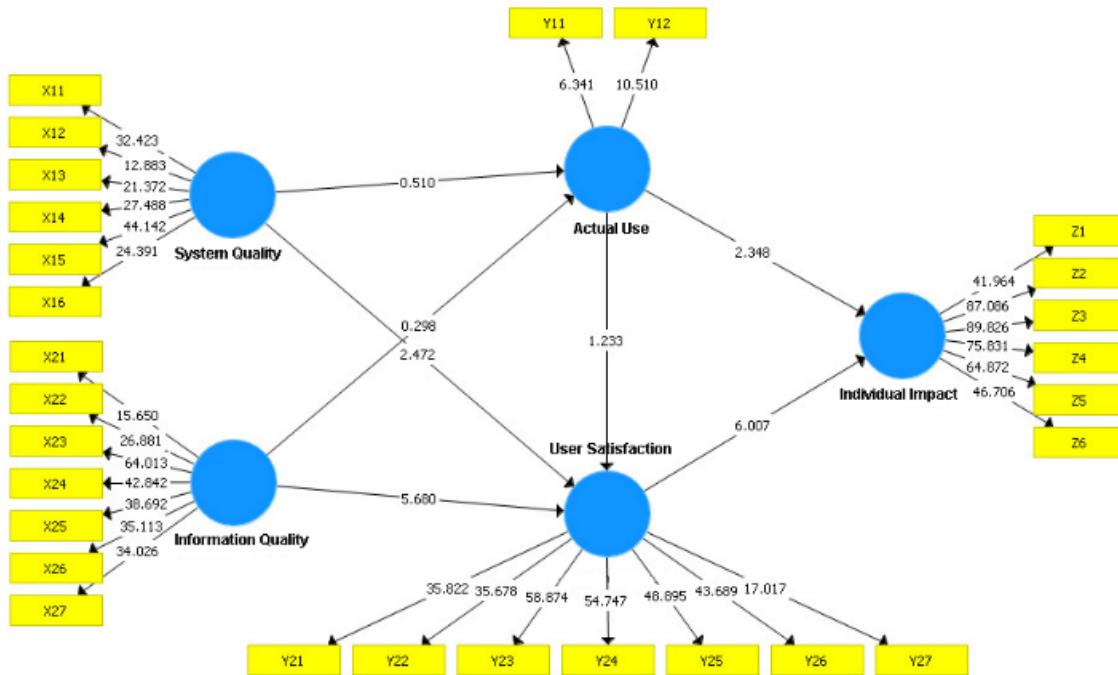 Y11 Y12
6.341 10.510
Actual Use
X11
X12
X13
X14
X15
X16
32.423
12.883
21.372
27.488
44.142
24.391
System Quality
0.510
2.348
Z1
Z2
Z3
Z4
Z5
Z6
41.964
87.086
89.826
75.831
64.872
46.706
Individual Impact
0.298
2.472
1.233
X21
X22
X23
X24
X25
X26
X27
15.650
26.881
64.013
42.842
38.692
35.113
34.026
Information Quality
5.680
6.007
User Satisfaction
35.822 35.678 58.874 54.747 48.895 43.689 17.017
Y21 Y22 Y23 Y24 Y25 Y26 Y27